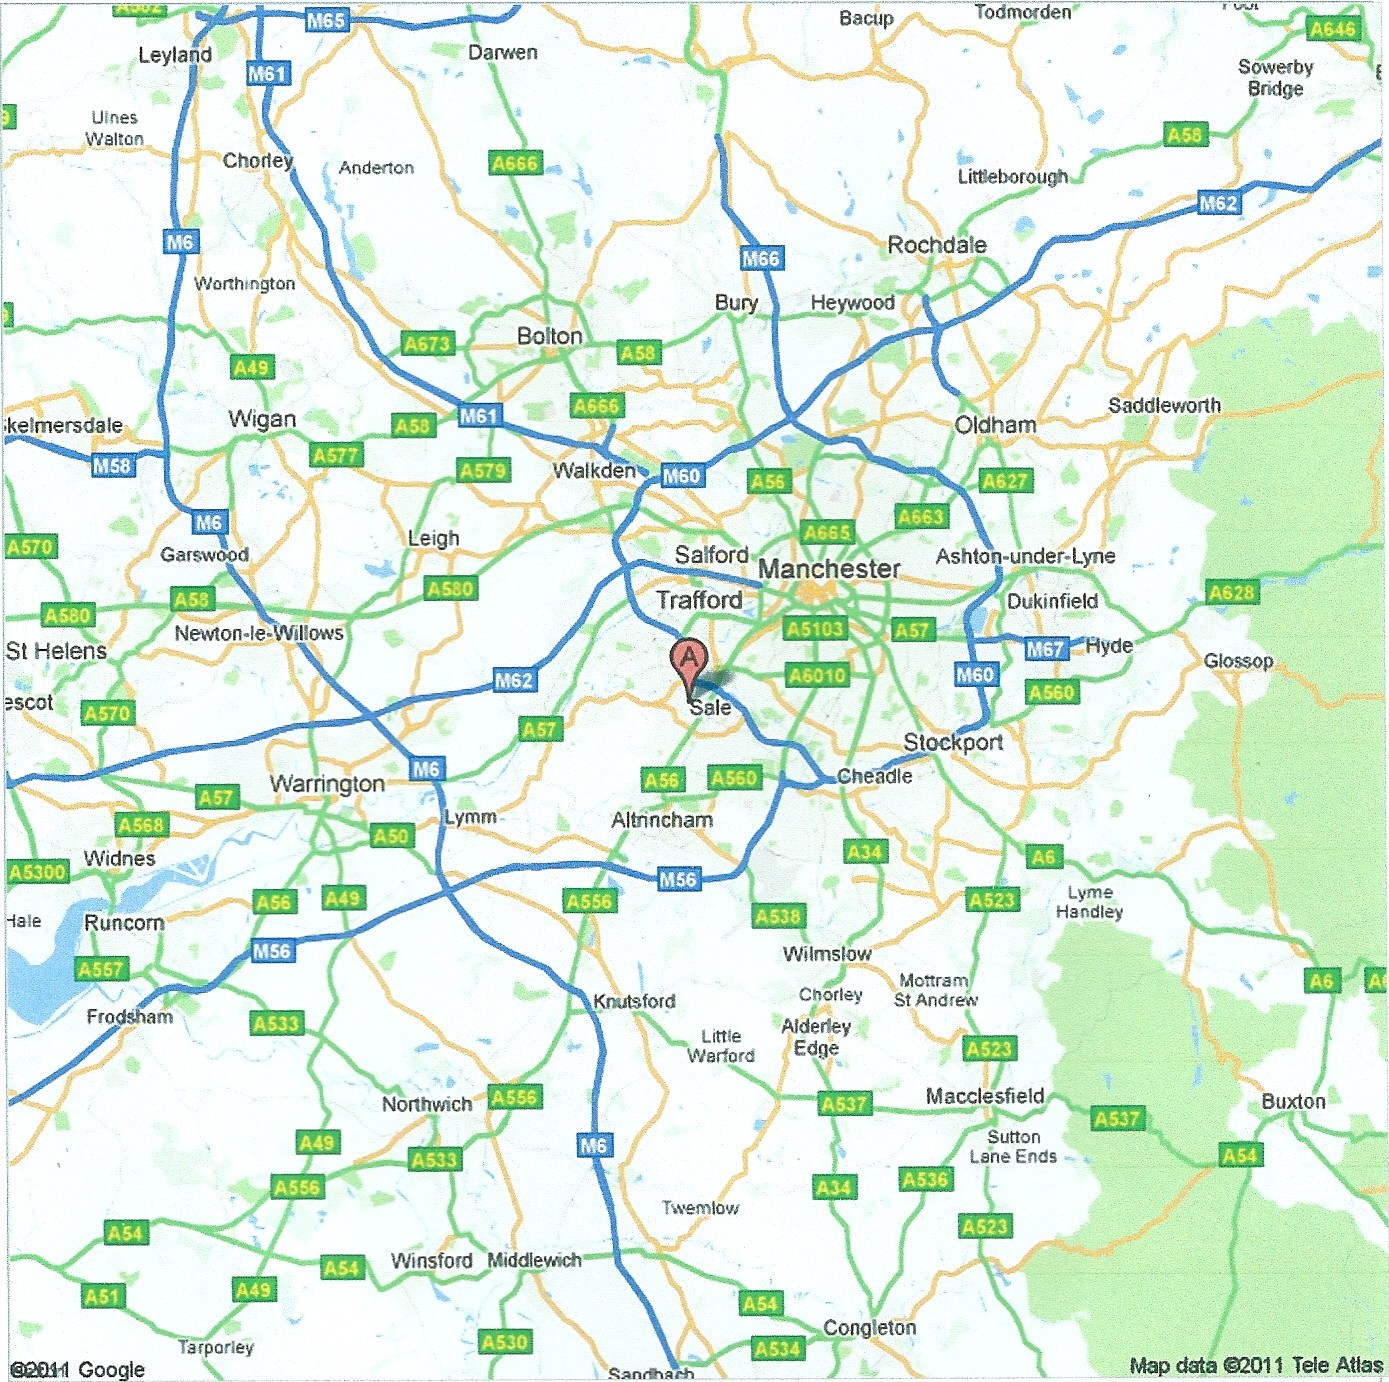 A582
M65
Bacup
Todmorden
A646
Leyland
M61
Darwen
Sowerby
Bridge
Ulnes
Walton
Chorley
Anderton
A666
A58
Littleborough
M62
M6
Rochdale
M66
Worthington
Bury
Heywood
Bolton
A673
A58
A49
A666
Saddleworth
Skelmersdale
Wigan
A58
M61
Oldham
M58
A577
A579
Walkden
M60
A56
A627
M6
A663
A665
A570
Garswood
Leigh
Salford
Manchester
Ashton-under-Lyne
A580
A58
A580
Trafford
Dukinfield
A628
Newton-le-Willows
A5103
A57
St Helens
A
M67
Hyde
Glossop
M62
A6010
M60
A560
escot
A570
Sale
A57
Stockport
M6
Warrington
A56
A560
Cheadle
A57
Lymm
Altrincham
A568
A50
Widnes
A5300
A34
A6
M56
A56
A49
A556
A523
Lyme
Handley
Hale
Runcorn
A538
M56
Wilmslow
A557
A6
A6
Mottram
St Andrew
Knutsford
Chorley
Frodsham
A533
Alderley
Edge
Little
Warford
A523
Northwich
A556
A537
Macclesfield
A537
Buxton
A49
M6
Sutton
Lane Ends
A54
A533
A556
A34
A536
Twemlow
A54
A523
Winsford
Middlewich
A54
A51
A49
A54
Congleton
Tarporley
A530
A534
Sandbach
©2011 Google
Map data ©2011 Tele Atlas